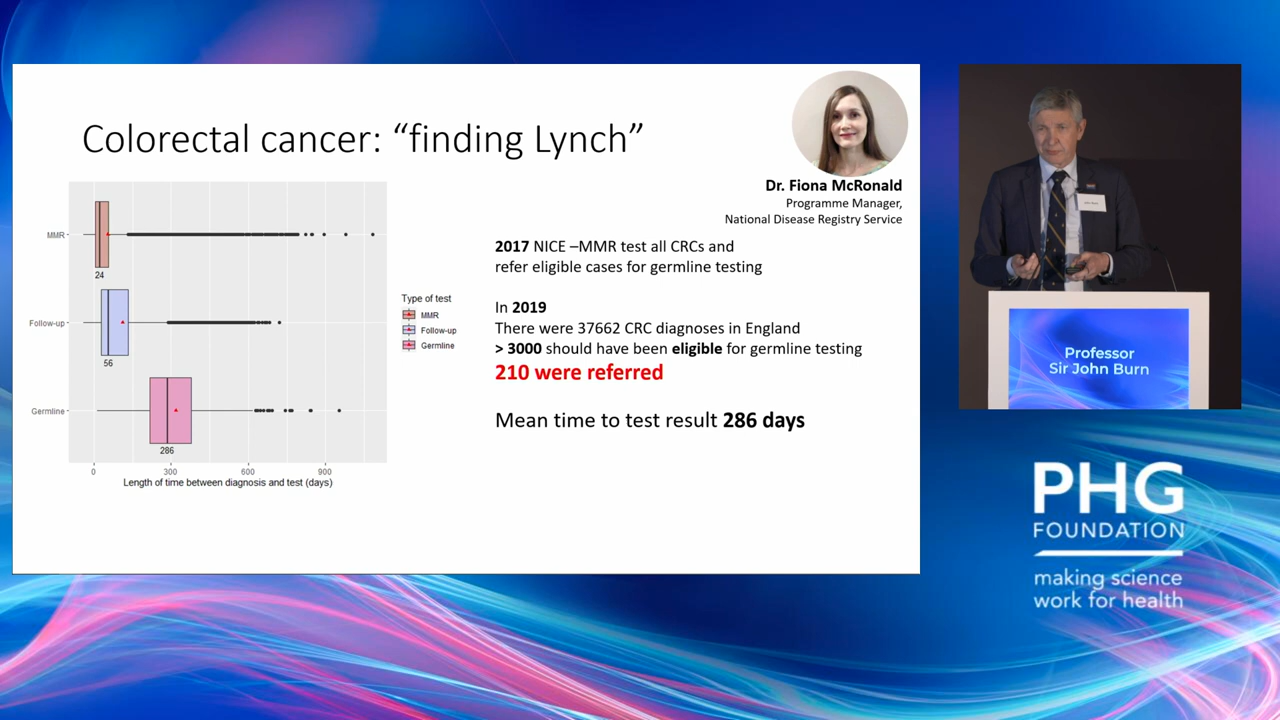 Colorectal cancer: “finding Lynch”
Dr. Fiona McRonald
Programme Manager,
National Disease Registry Service
MMR
24
Follow-up
56
Germline
286
0
300
600
900
Length of time between diagnosis and test (days)
Type of test
MMR
Follow-up
Germline
2017 NICE –MMR test all CRCs and
refer eligible cases for germline testing
In 2019
There were 37662 CRC diagnoses in England
> 3000 should have been eligible for germline testing
210 were referred
Mean time to test result 286 days
Professor
Sir John Burn
PHG
FOUNDATION
making science
work for health